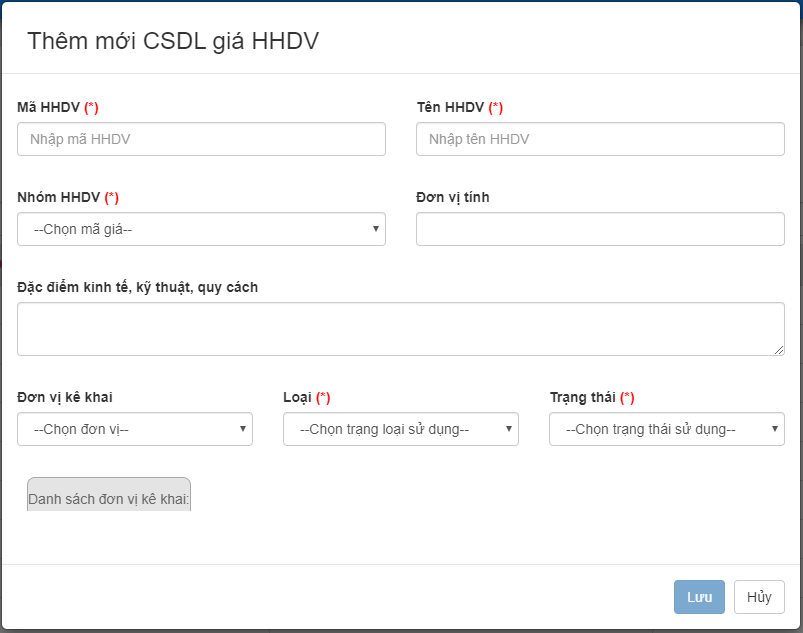 Thêm mới CSDL giá HHDV
Mã HHDV (*)
Tên HHDV (*)
Nhập mã HHDV
Nhập tên HHDV
Nhóm HHDV (*)
Đơn vị tính
--Chọn mã giá--
Đặc điểm kinh tế, kỹ thuật, quy cách
Đơn vị kê khai
Loại (*)
Trạng thái (*)
--Chọn đơn vị--
--Chọn trạng loại sử dụng--
--Chọn trạng thái sử dụng--
Danh sách đơn vị kê khai:
Lưu
Hủy